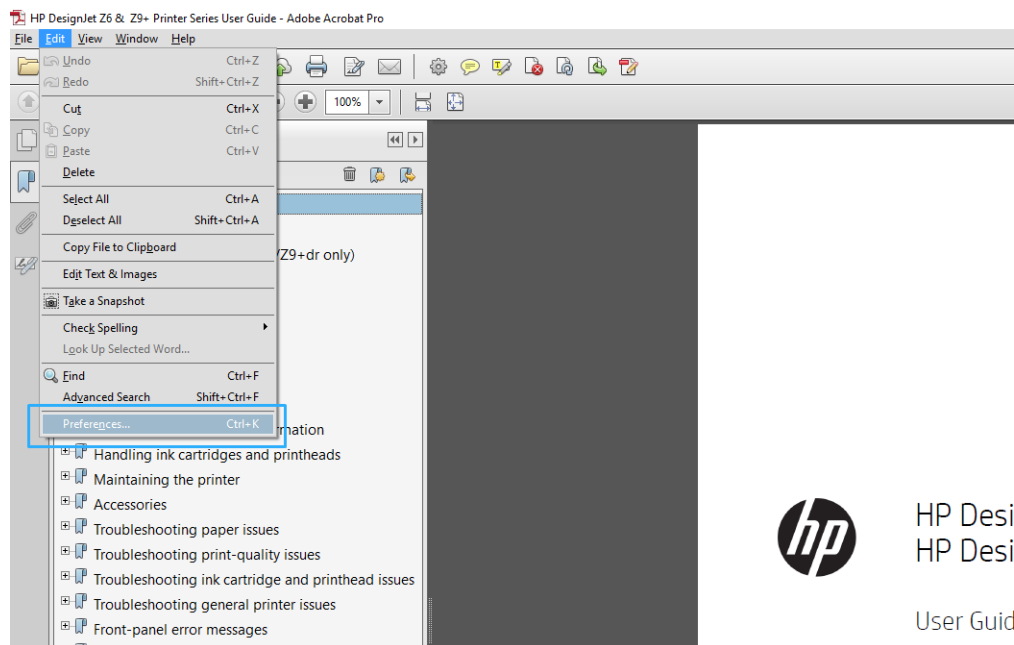 HP DesignJet Z6 & Z9+ Printer Series User Guide - Adobe Acrobat Pro
File Edit View Window Help
Undo Ctrl+Z
Redo Shift+Ctrl+Z
100%
Cut Ctrl+X
Copy Ctrl+C
Paste Ctrl+V
Delete
Select All Ctrl+A
Deselect All Shift+Ctrl+A
Copy File to Clipboard
/Z9+dr only)
Edit Text & Images
Take a Snapshot
Check Spelling
Look Up Selected Word...
Find Ctrl+F
Advanced Search Shift+Ctrl+F
Preferences... Ctrl+K
rmation
Handling ink cartridges and printheads
Maintaining the printer
Accessories
Troubleshooting paper issues
Troubleshooting print-quality issues
Troubleshooting ink cartridge and printhead issues
Troubleshooting general printer issues
Front-panel error messages
hp
HP Desi
HP Desi
User Guid